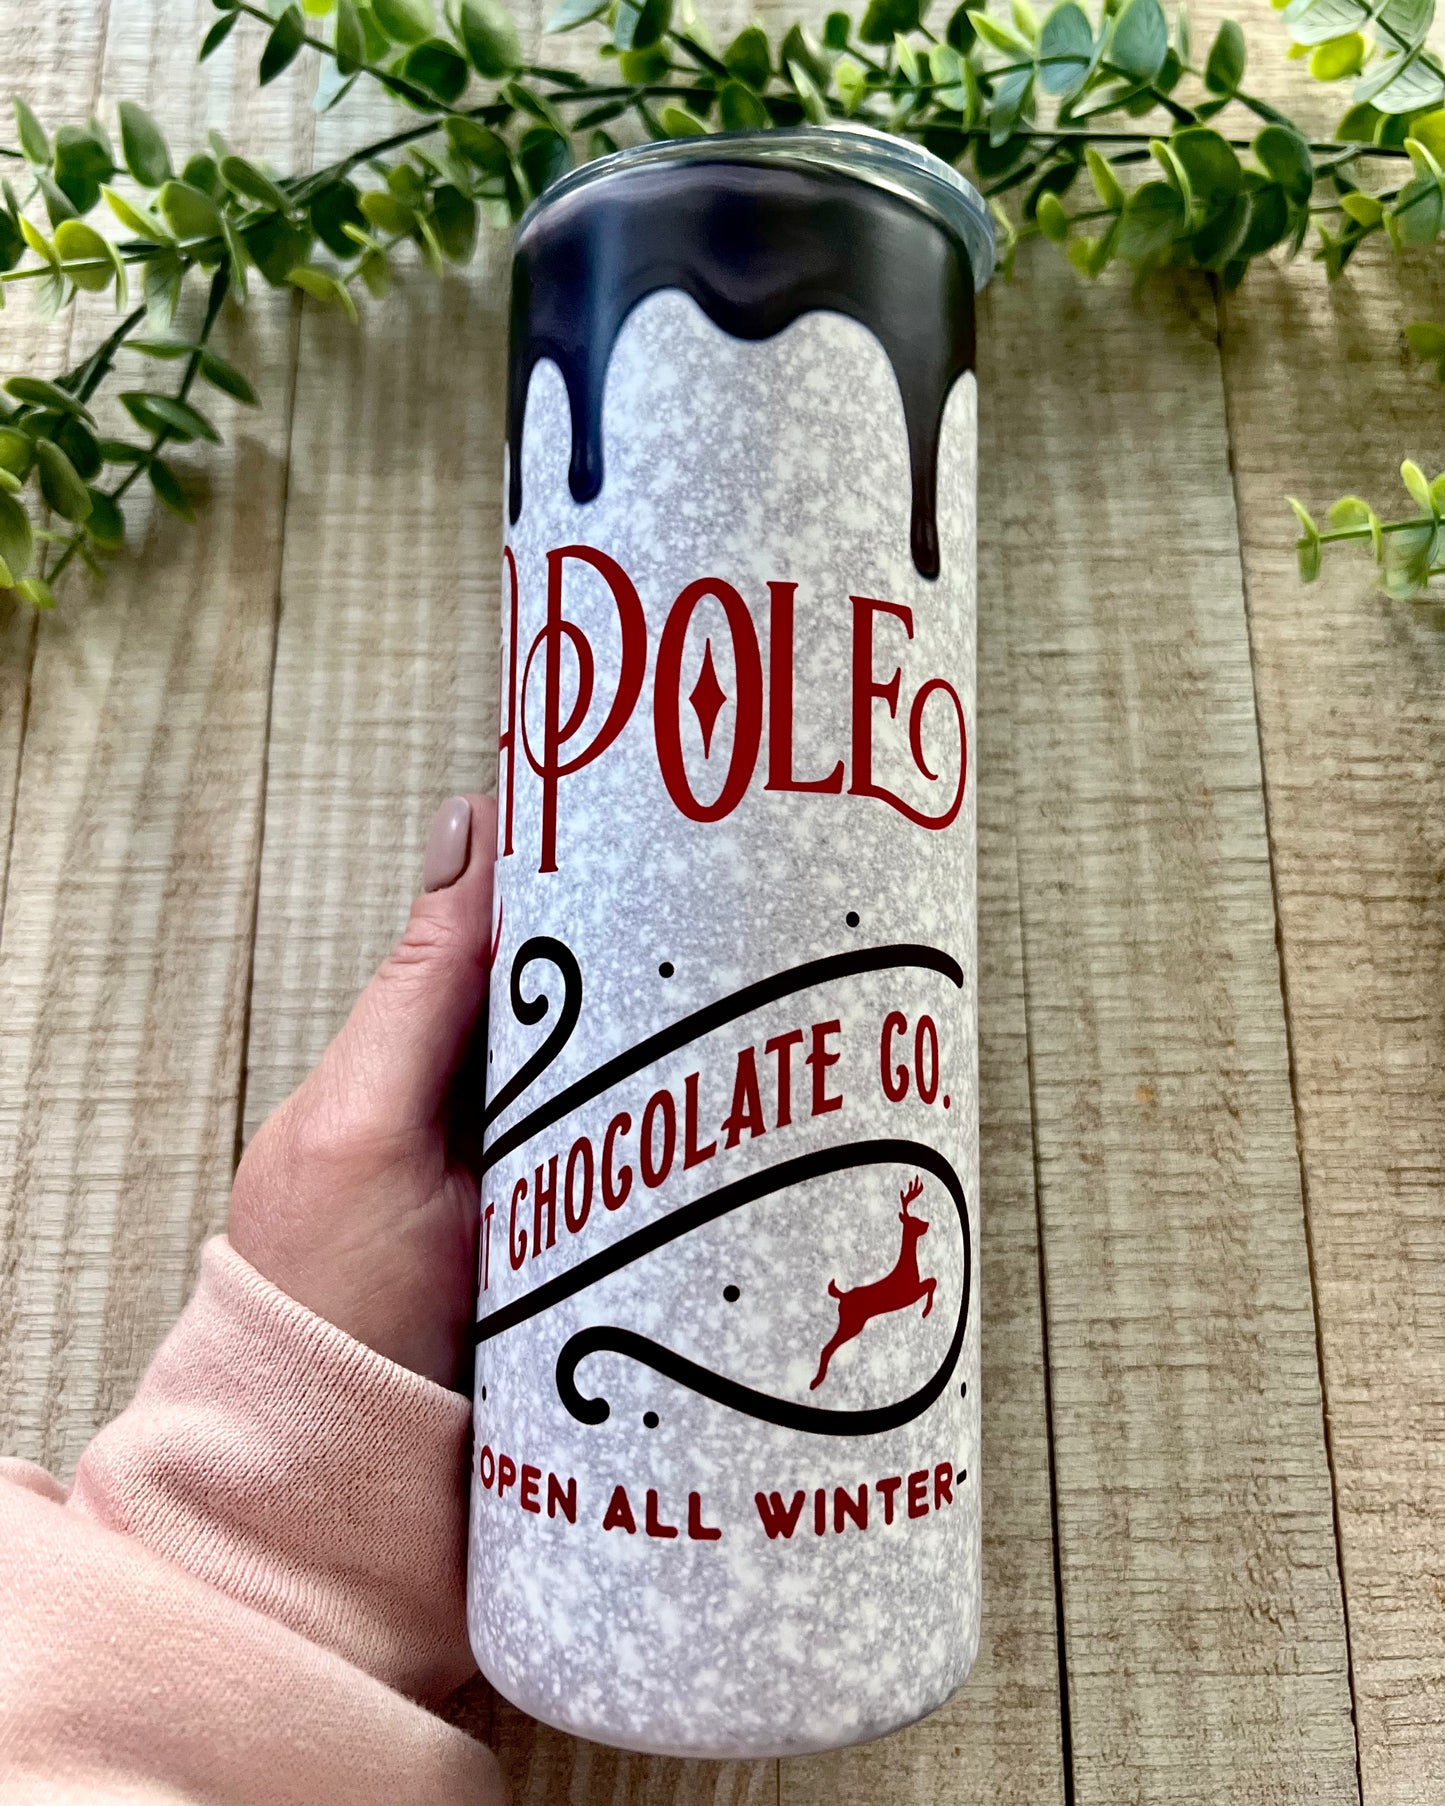 POLE
CHOCOLATE CO.
OPEN ALL WINTER-